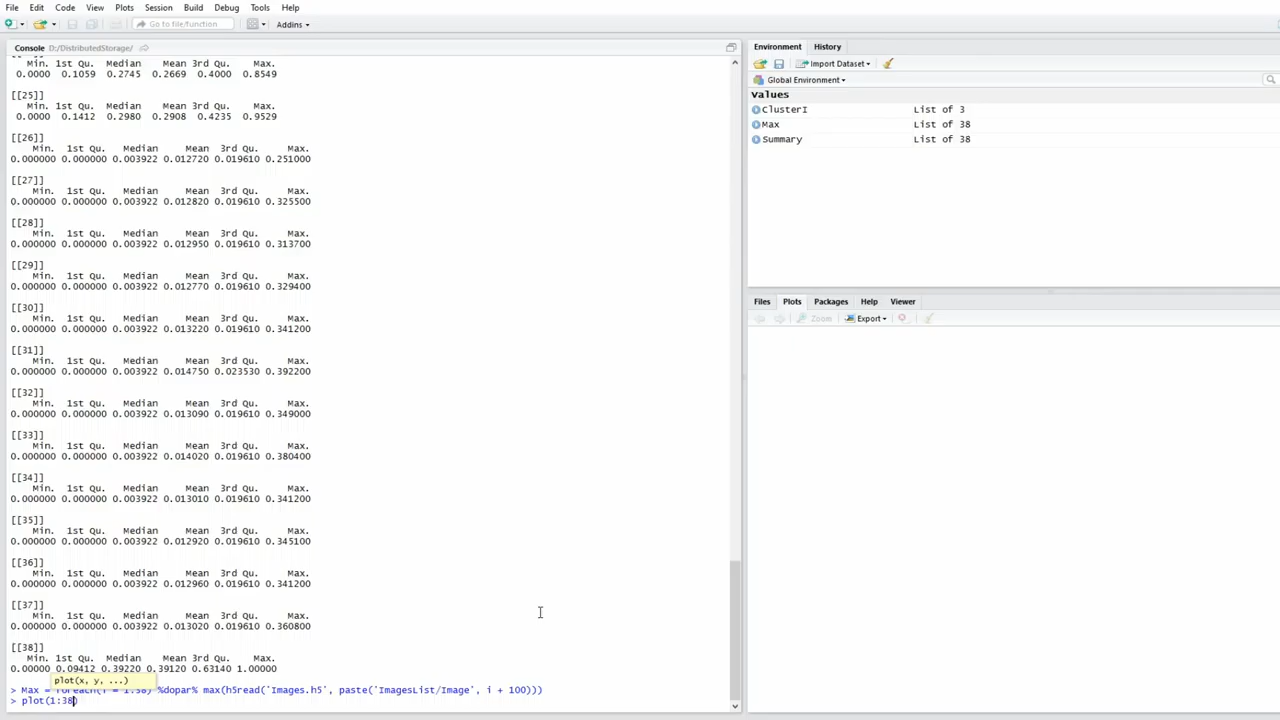 File Edit Code View Plots Session Build Debug Tools Help
Go to file/function Addins
Console D:/DistributedStorage/
Min. 1st Qu. Median Mean 3rd Qu. Max.
0.0000 0.1059 0.2745 0.2669 0.4000 0.8549
[[25]]
Min. 1st Qu. Median Mean 3rd Qu. Max.
0.0000 0.1412 0.2980 0.2908 0.4235 0.9529
[[26]]
Min. 1st Qu. Median Mean 3rd Qu. Max.
0.000000 0.000000 0.003922 0.012720 0.019610 0.251000
[[27]]
Min. 1st Qu. Median Mean 3rd Qu. Max.
0.000000 0.000000 0.003922 0.012820 0.019610 0.325500
[[28]]
Min. 1st Qu. Median Mean 3rd Qu. Max.
0.000000 0.000000 0.003922 0.012950 0.019610 0.313700
[[29]]
Min. 1st Qu. Median Mean 3rd Qu. Max.
0.000000 0.000000 0.003922 0.012770 0.019610 0.329400
[[30]]
Min. 1st Qu. Median Mean 3rd Qu. Max.
0.000000 0.000000 0.003922 0.013220 0.019610 0.341200
[[31]]
Min. 1st Qu. Median Mean 3rd Qu. Max.
0.000000 0.000000 0.003922 0.014750 0.023530 0.392200
[[32]]
Min. 1st Qu. Median Mean 3rd Qu. Max.
0.000000 0.000000 0.003922 0.013090 0.019610 0.349000
[[33]]
Min. 1st Qu. Median Mean 3rd Qu. Max.
0.000000 0.000000 0.003922 0.014020 0.019610 0.380400
[[34]]
Min. 1st Qu. Median Mean 3rd Qu. Max.
0.000000 0.000000 0.003922 0.013010 0.019610 0.341200
[[35]]
Min. 1st Qu. Median Mean 3rd Qu. Max.
0.000000 0.000000 0.003922 0.012920 0.019610 0.345100
[[36]]
Min. 1st Qu. Median Mean 3rd Qu. Max.
0.000000 0.000000 0.003922 0.012960 0.019610 0.341200
[[37]]
Min. 1st Qu. Median Mean 3rd Qu. Max.
0.000000 0.000000 0.003922 0.013020 0.019610 0.360800
[[38]]
Min. 1st Qu. Median Mean 3rd Qu. Max.
0.00000 0.09412 0.39220 0.39120 0.63140 1.00000
plot(x, y, ...)
> Max = foreach(i = 1:38) %dopar% max(h5read('Images.h5', paste('ImagesList/Image', i + 100)))
> plot(1:38)
Environment History
Import Dataset
Global Environment
Values
ClusterI List of 3
Max List of 38
Summary List of 38
Files Plots Packages Help Viewer
Zoom Export